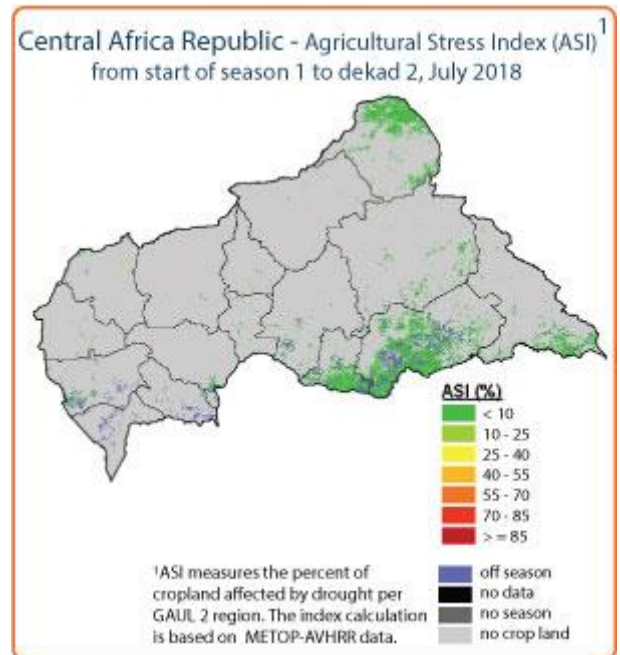 Central Africa Republic - Agricultural Stress Index (ASI)¹
from start of season 1 to dekad 2, July 2018
ASI (%)
< 10
10 - 25
25 - 40
40 - 55
55 - 70
70 - 85
> = 85
¹ASI measures the percent of
cropland affected by drought per
GAUL 2 region. The index calculation
is based on METOP-AVHRR data.
off season
no data
no season
no crop land